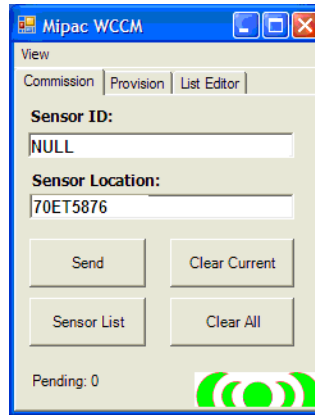 Mipac WCCM
View
Commission Provision List Editor
Sensor ID:
NULL
Sensor Location:
70ET5876
Send Clear Current
Sensor List Clear All
Pending: 0